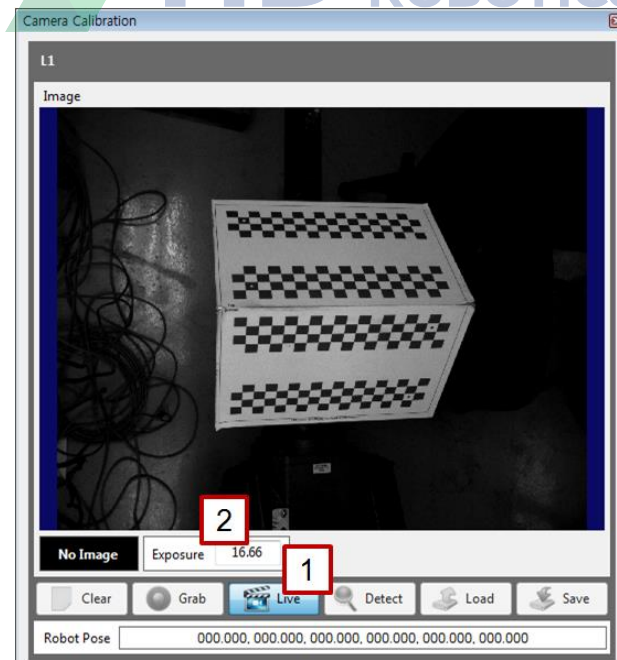 Camera Calibration
L1
Image
2
No Image Exposure 16.66
1
Clear Grab Live Detect Load Save
Robot Pose 000.000, 000.000, 000.000, 000.000, 000.000, 000.000